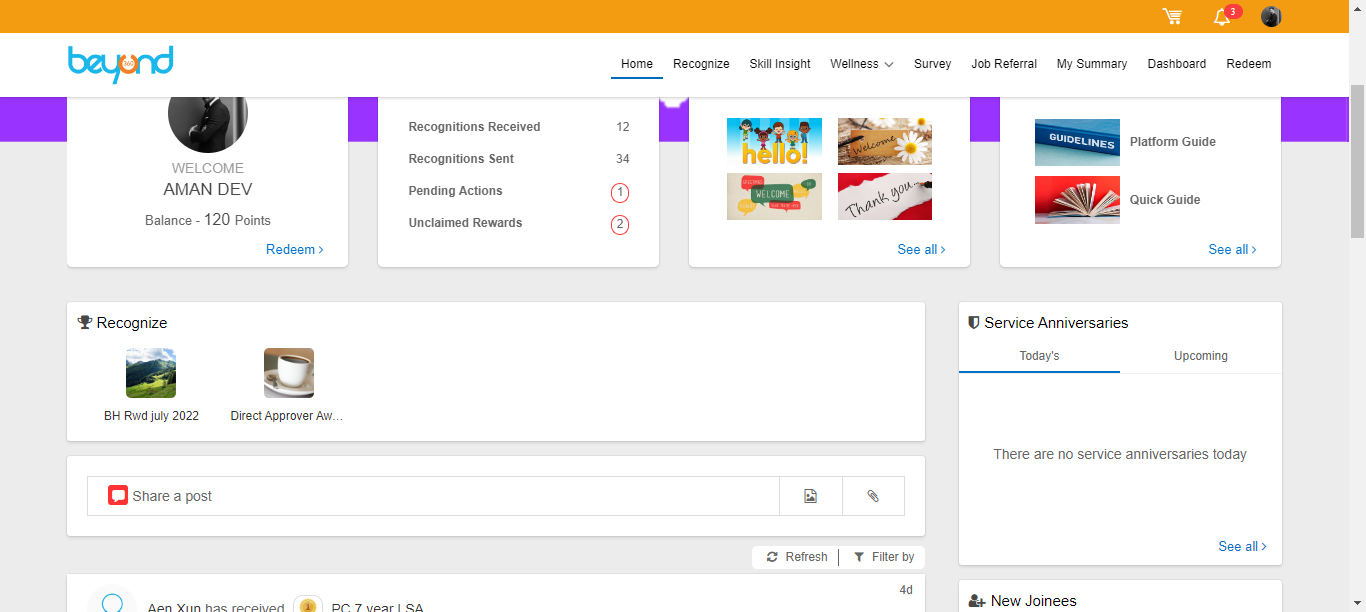 3
beyond
360
Home Recognize Skill Insight Wellness Survey Job Referral My Summary Dashboard Redeem
WELCOME
AMAN DEV
Balance - 120 Points
Redeem
Recognitions Received 12
Recognitions Sent 34
Pending Actions 1
Unclaimed Rewards 2
hello!
Welcome
WELCOME
Thank you...
See all
GUIDELINES
Platform Guide
Quick Guide
See all
Recognize
BH Rwd july 2022
Direct Approver Aw...
Share a post
Refresh
Filter by
4d
Aen Xun has received 1 PC 7 year LSA
Service Anniversaries
Today's Upcoming
There are no service anniversaries today
See all
New Joinees